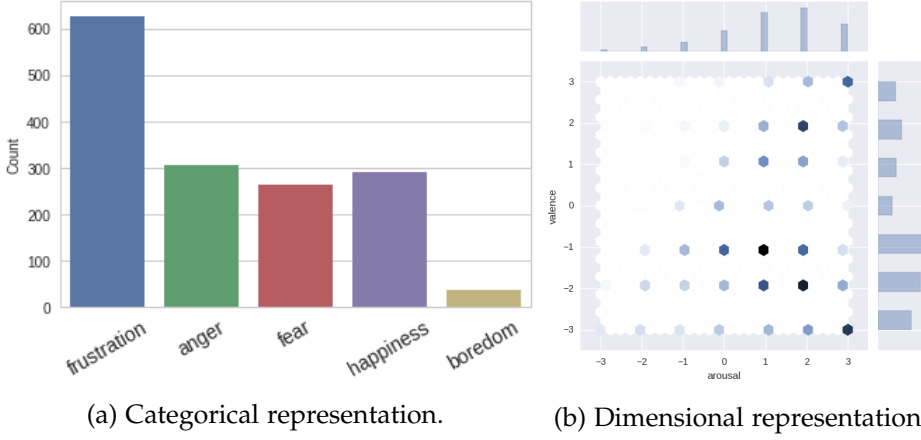 600
500
400
300
200
100
0
Count
frustration
anger
fear
happiness
boredom
(a) Categorical representation.
3
2
1
0
−1
−2
−3
valence
−3 −2 −1 0 1 2 3
arousal
(b) Dimensional representation